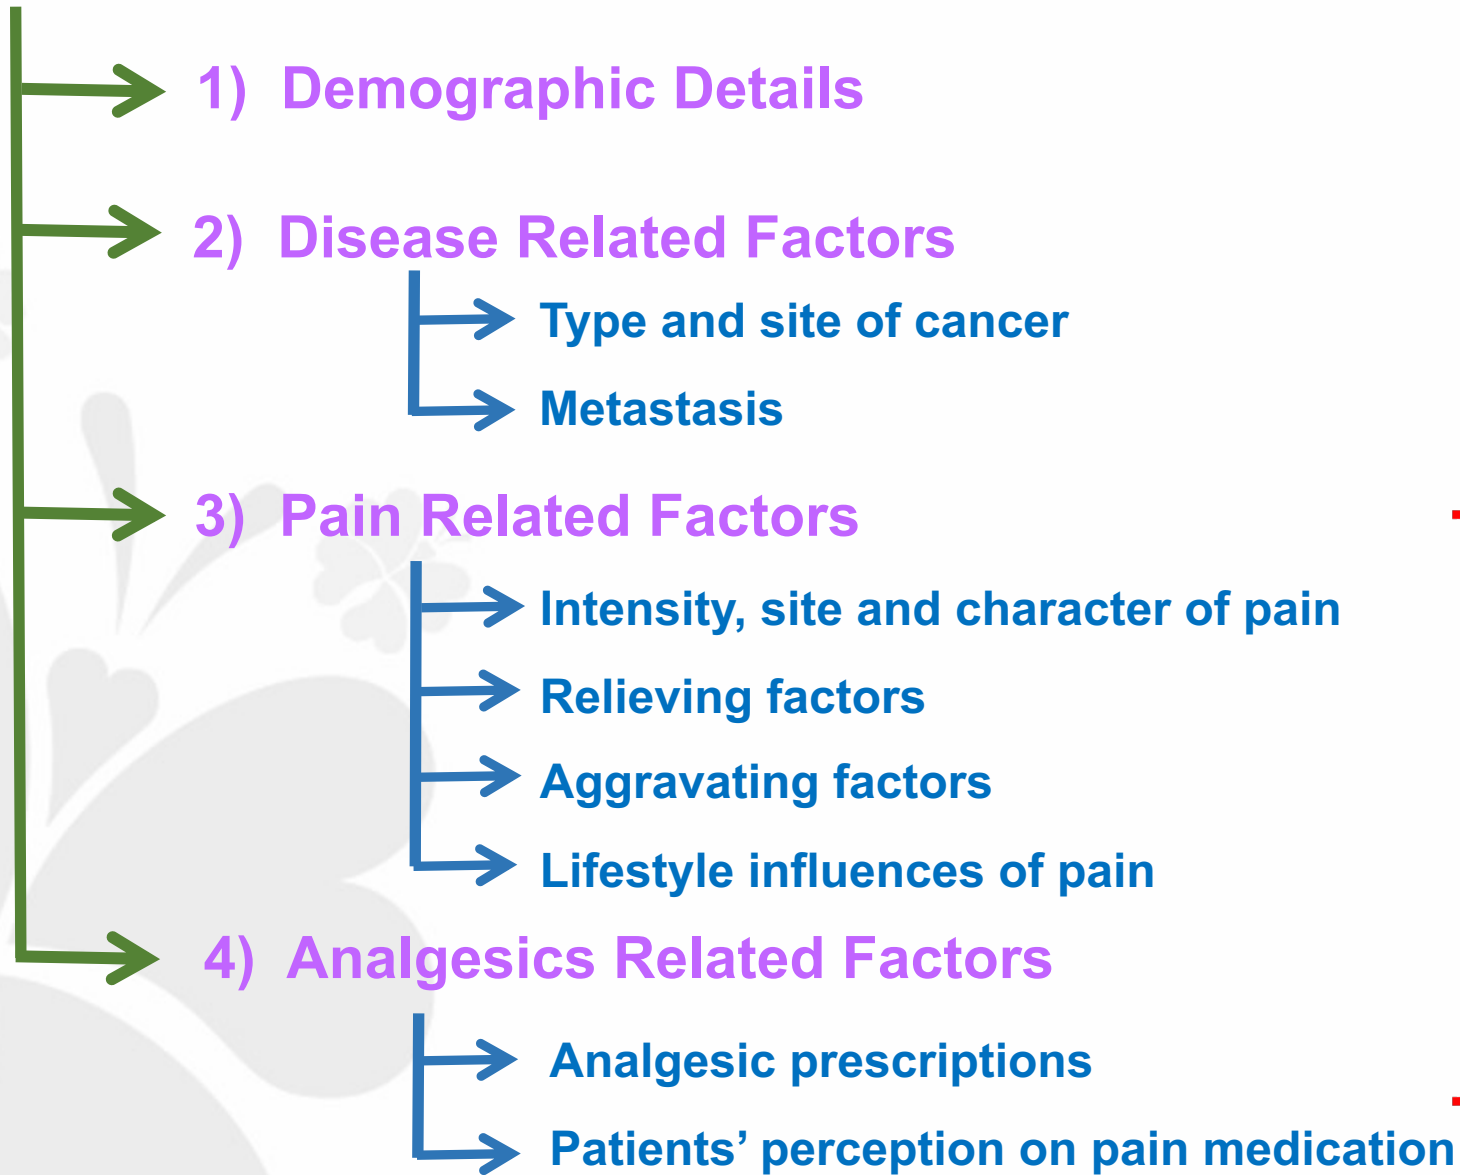 1) Demographic Details
2) Disease Related Factors
Type and site of cancer
Metastasis
3) Pain Related Factors
Intensity, site and character of pain
Relieving factors
Aggravating factors
Lifestyle influences of pain
4) Analgesics Related Factors
Analgesic prescriptions
Patients’ perception on pain medication